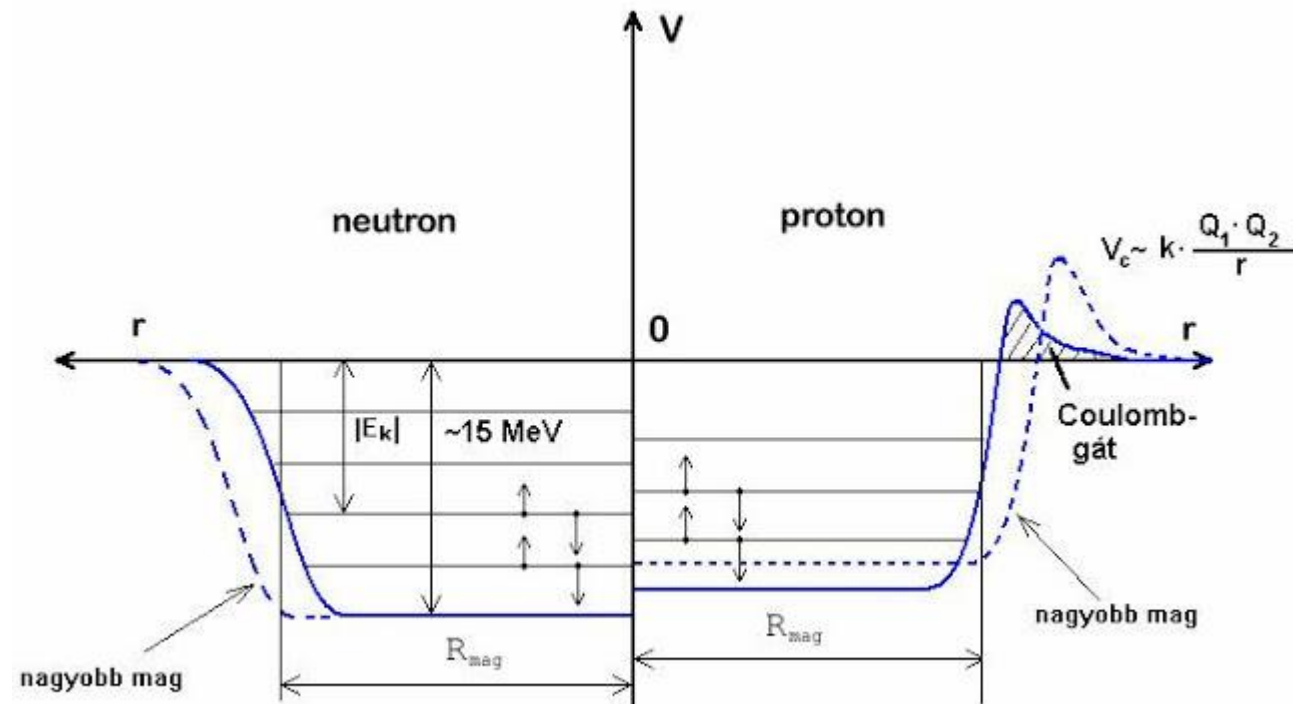 V
neutron
proton
V_c ~ k · Q_1 · Q_2 / r
r
0
r
|E_k|
~15 MeV
Coulomb-
gát
R_mag
R_mag
nagyobb mag
nagyobb mag